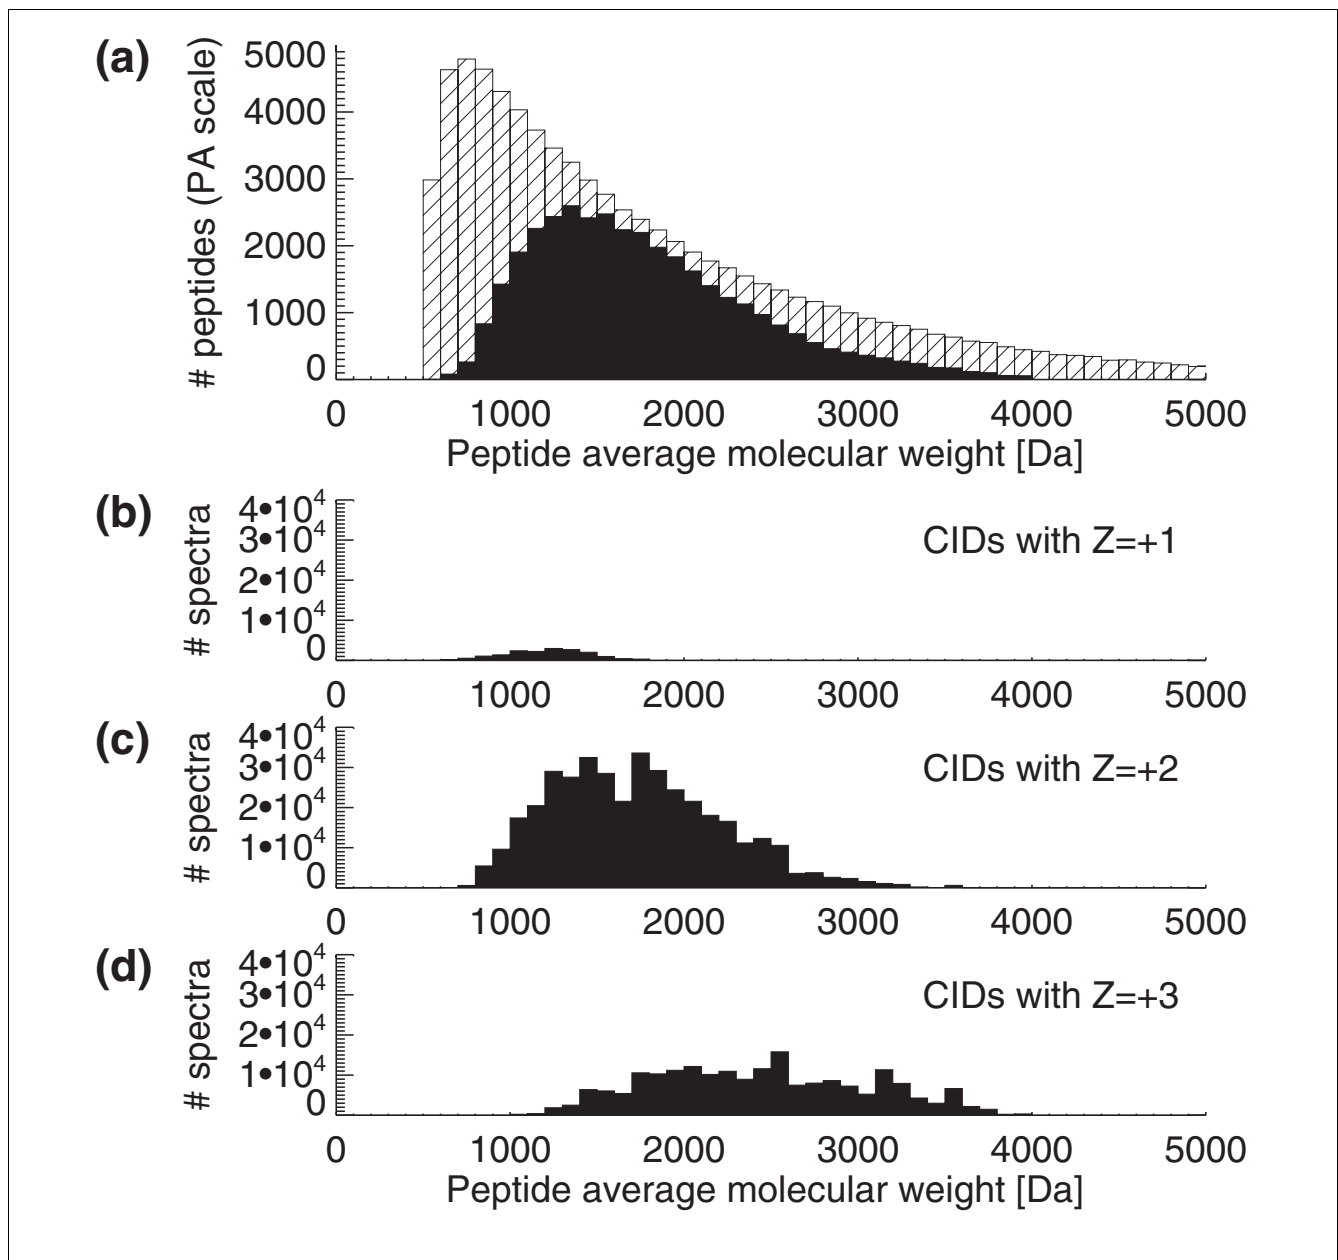 (a)
# peptides (PA scale)
5000
4000
3000
2000
1000
0
0 1000 2000 3000 4000 5000
Peptide average molecular weight [Da]
(b)
# spectra
4•10⁴
3•10⁴
2•10⁴
1•10⁴
0
CIDs with Z=+1
0 1000 2000 3000 4000 5000
(c)
# spectra
4•10⁴
3•10⁴
2•10⁴
1•10⁴
0
CIDs with Z=+2
0 1000 2000 3000 4000 5000
(d)
# spectra
4•10⁴
3•10⁴
2•10⁴
1•10⁴
0
CIDs with Z=+3
0 1000 2000 3000 4000 5000
Peptide average molecular weight [Da]